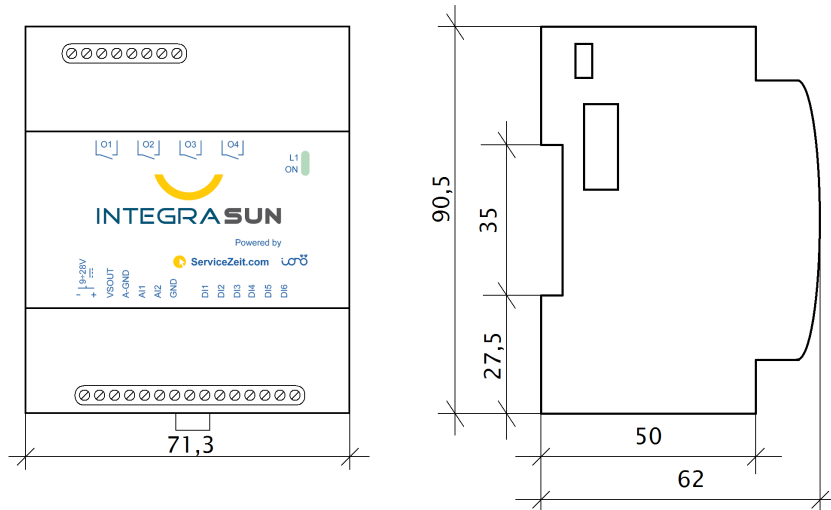 O1 O2 O3 O4
L1
ON
INTEGRASUN
Powered by
ServiceZeit.com
- 9÷28V
+
VSOUT
A-GND
AI1
AI2
GND
DI1
DI2
DI3
DI4
DI5
DI6
71,3
90,5
35
27,5
50
62